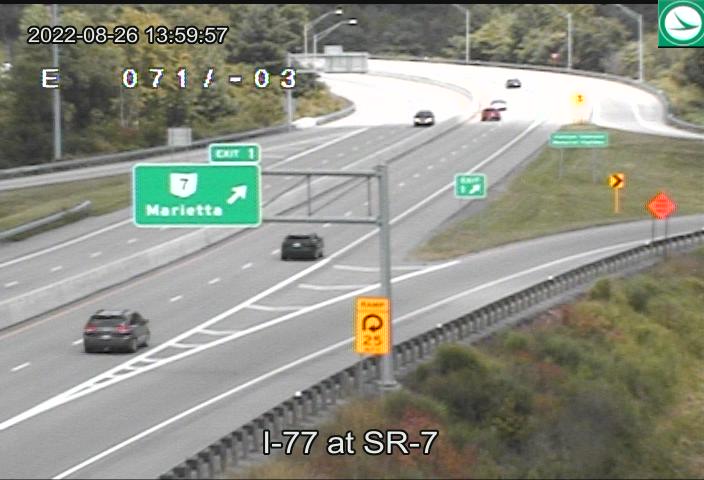 2022-08-26 13:59:57
E 071/-03
EXIT 1
7
Marietta
EXIT
1
RAMP
25
I-77 at SR-7